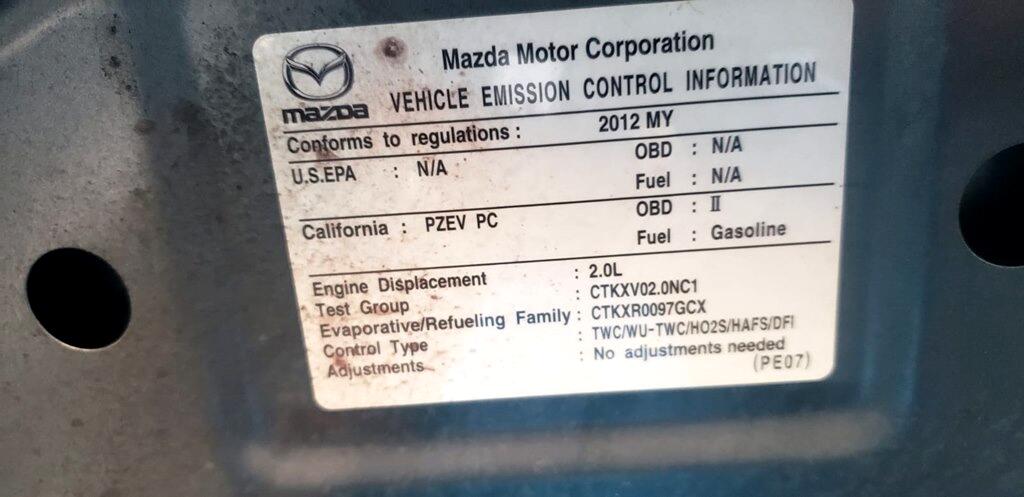 mazda
Mazda Motor Corporation
VEHICLE EMISSION CONTROL INFORMATION
Conforms to regulations : 2012 MY
U.S.EPA : N/A OBD : N/A
Fuel : N/A
California : PZEV PC OBD : II
Fuel : Gasoline
Engine Displacement : 2.0L
Test Group : CTKXV02.0NC1
Evaporative/Refueling Family : CTKXR0097GCX
Control Type : TWC/WU-TWC/HO2S/HAFS/DFI
Adjustments : No adjustments needed
(PE07)